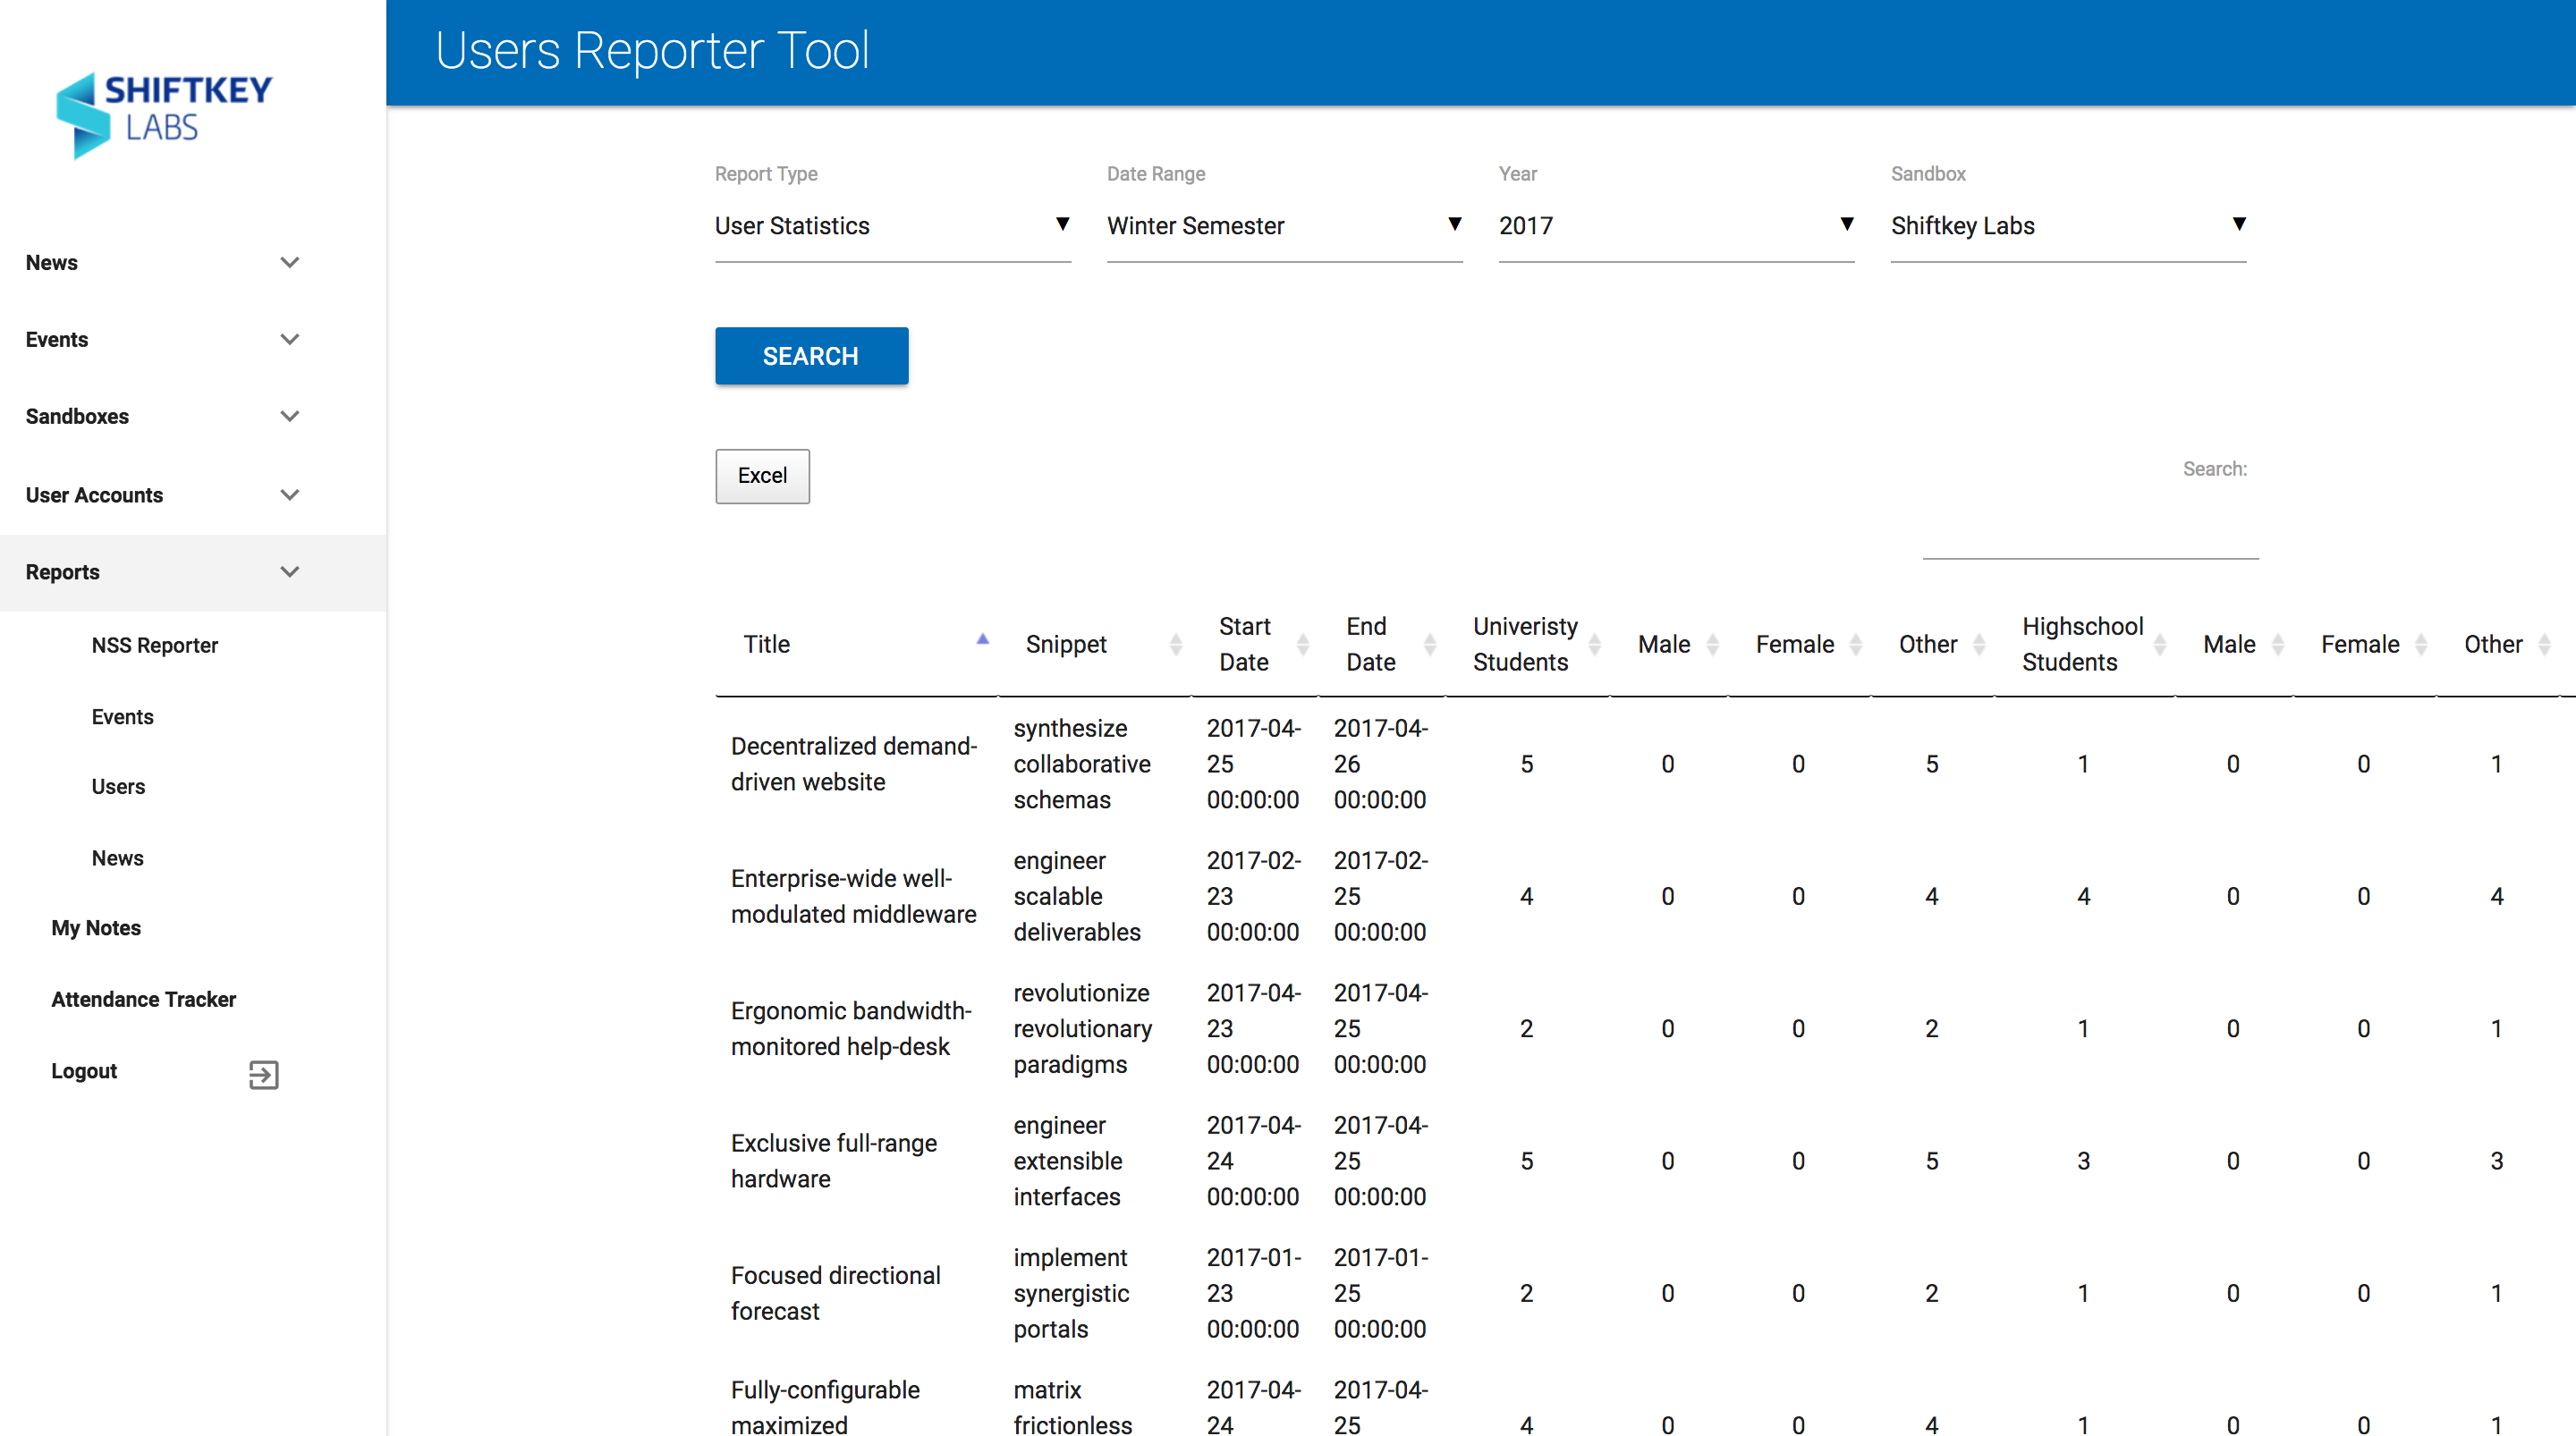 SHIFTKEY
LABS
News
Events
Sandboxes
User Accounts
Reports
NSS Reporter
Events
Users
News
My Notes
Attendance Tracker
Logout
Users Reporter Tool
Report Type Date Range Year Sandbox
User Statistics Winter Semester 2017 Shiftkey Labs
SEARCH
Excel
Search:
Title Snippet Start Date End Date Univeristy Students Male Female Other Highschool Students Male Female Other
Decentralized demand-driven website synthesize collaborative schemas 2017-04-25 00:00:00 2017-04-26 00:00:00 5 0 0 5 1 0 0 1
Enterprise-wide well-modulated middleware engineer scalable deliverables 2017-02-23 00:00:00 2017-02-25 00:00:00 4 0 0 4 4 0 0 4
Ergonomic bandwidth-monitored help-desk revolutionize revolutionary paradigms 2017-04-23 00:00:00 2017-04-25 00:00:00 2 0 0 2 1 0 0 1
Exclusive full-range hardware engineer extensible interfaces 2017-04-24 00:00:00 2017-04-25 00:00:00 5 0 0 5 3 0 0 3
Focused directional forecast implement synergistic portals 2017-01-23 00:00:00 2017-01-25 00:00:00 2 0 0 2 1 0 0 1
Fully-configurable maximized matrix frictionless 2017-04-24 2017-04-25 4 0 0 4 1 0 0 1